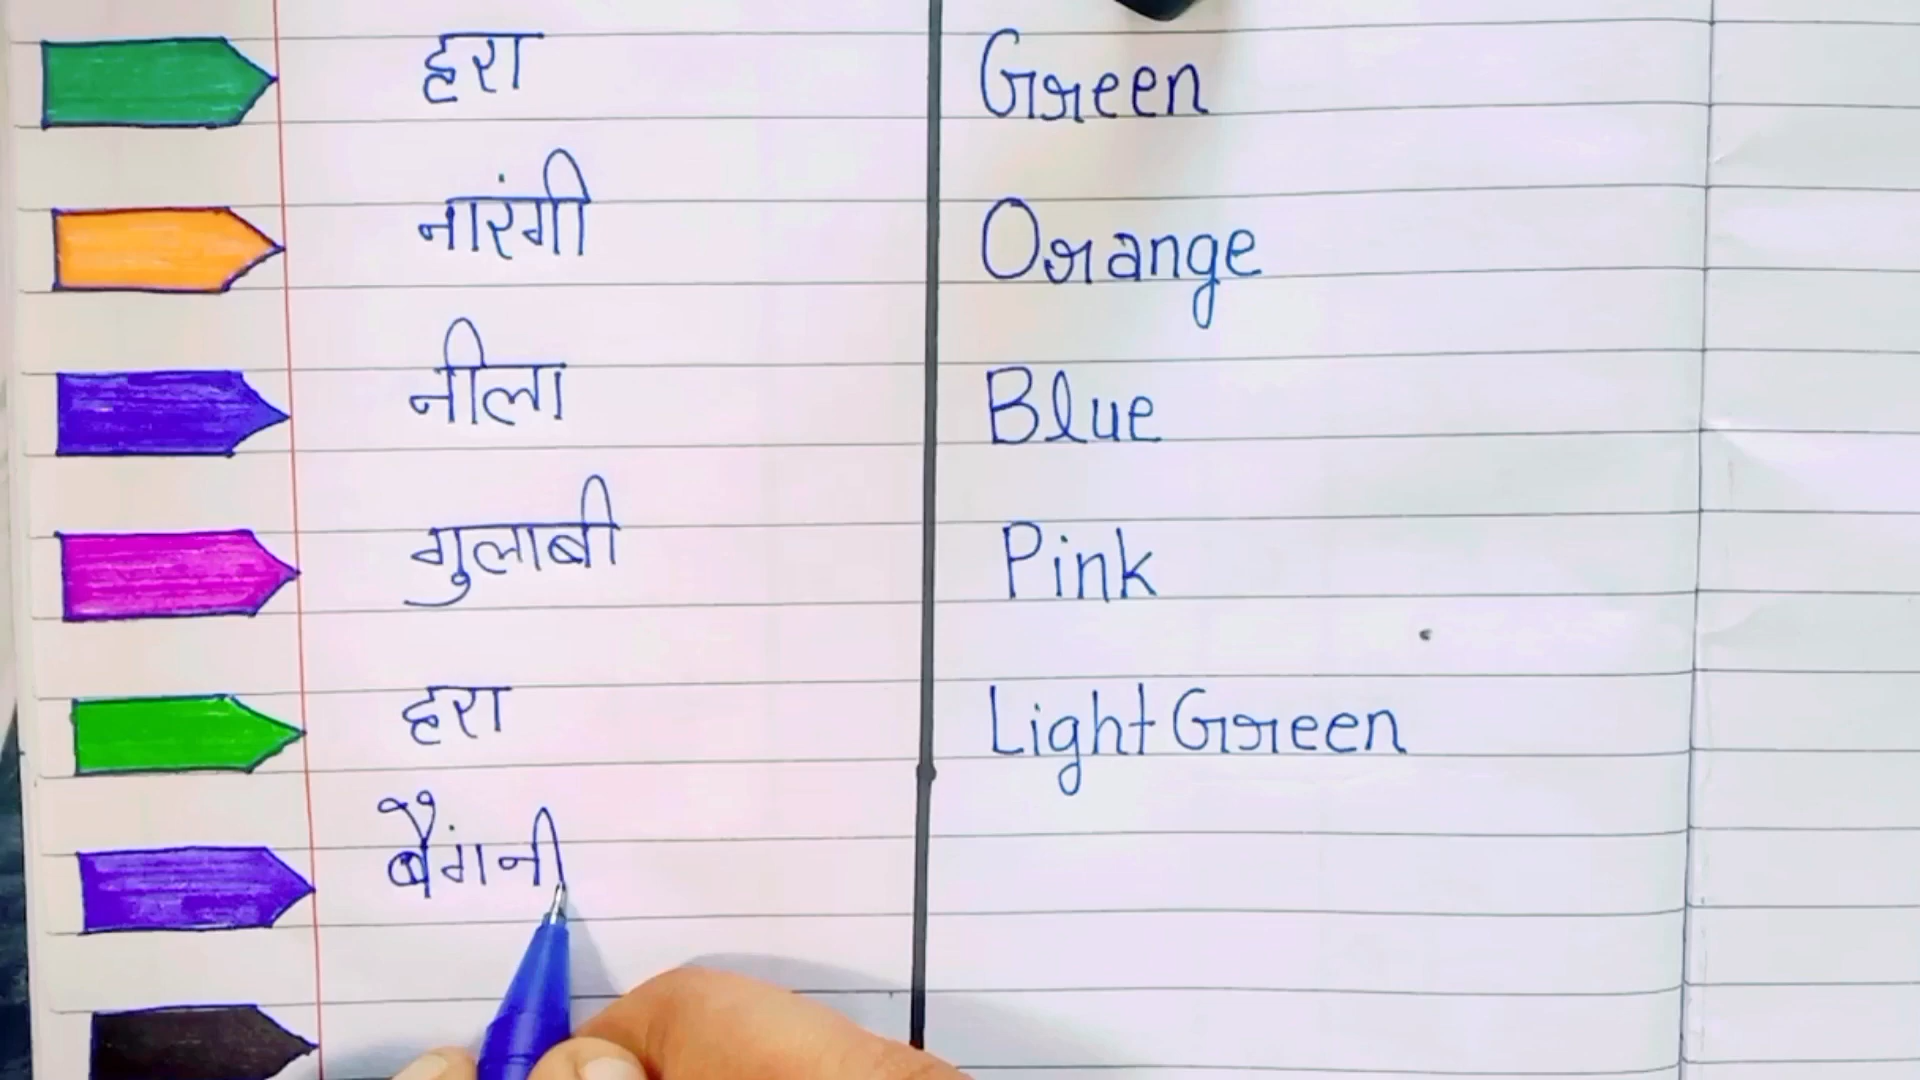 हरा Green
नारंगी Orange
नीला Blue
गुलाबी Pink
हरा Light Green
बैंगनी